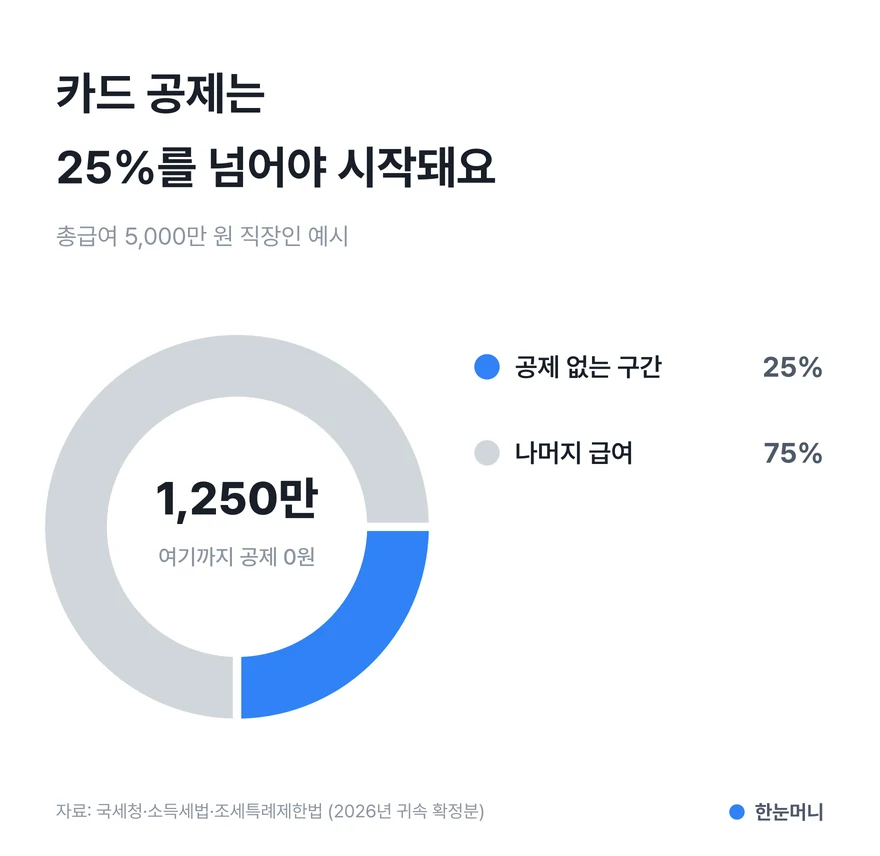 카드 공제는
25%를 넘어야 시작돼요
총급여 5,000만 원 직장인 예시
공제 없는 구간 25%
나머지 급여 75%
1,250만
여기까지 공제 0원
자료: 국세청·소득세법·조세특례제한법 (2026년 귀속 확정분)
한눈머니